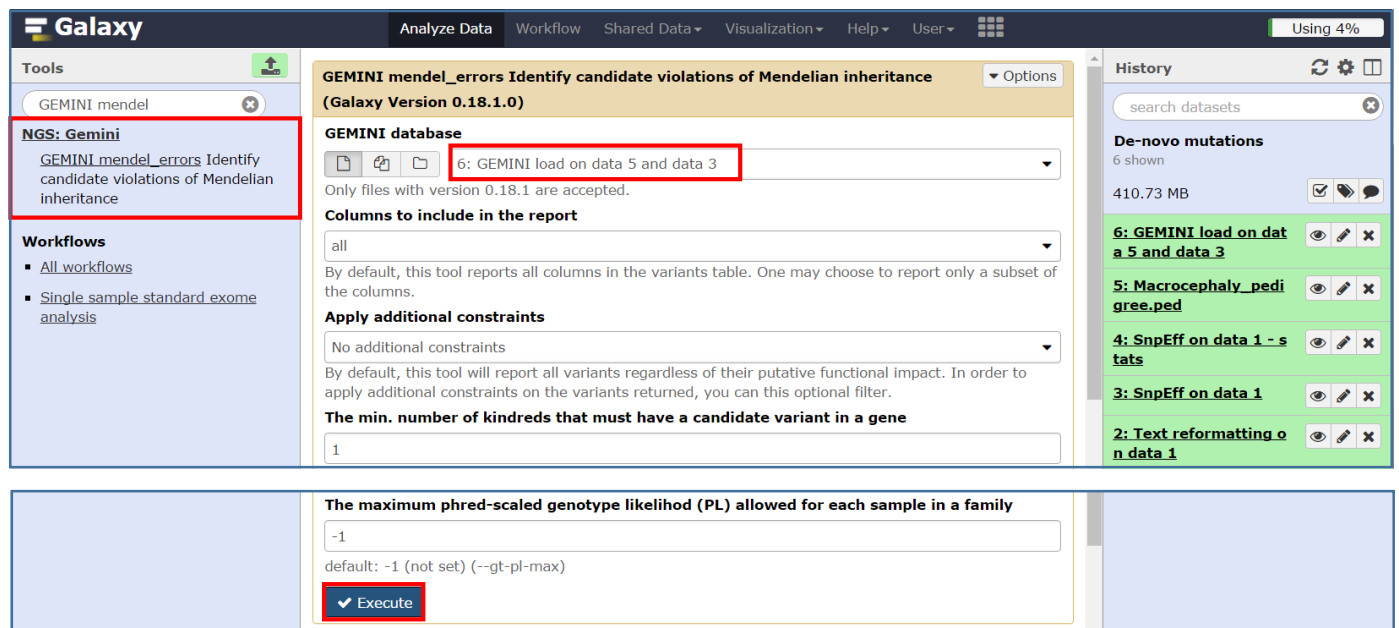 Galaxy
Analyze Data Workflow Shared Data Visualization Help User
Using 4%
Tools
GEMINI mendel
NGS: Gemini
GEMINI mendel_errors Identify
candidate violations of Mendelian
inheritance
Workflows
All workflows
Single sample standard exome
analysis
GEMINI mendel_errors Identify candidate violations of Mendelian inheritance
(Galaxy Version 0.18.1.0)
Options
GEMINI database
6: GEMINI load on data 5 and data 3
Only files with version 0.18.1 are accepted.
Columns to include in the report
all
By default, this tool reports all columns in the variants table. One may choose to report only a subset of
the columns.
Apply additional constraints
No additional constraints
By default, this tool will report all variants regardless of their putative functional impact. In order to
apply additional constraints on the variants returned, you can this optional filter.
The min. number of kindreds that must have a candidate variant in a gene
1
History
search datasets
De-novo mutations
6 shown
410.73 MB
6: GEMINI load on dat
a 5 and data 3
5: Macrocephaly_pedi
gree.ped
4: SnpEff on data 1 - s
tats
3: SnpEff on data 1
2: Text reformatting o
n data 1
The maximum phred-scaled genotype likelihod (PL) allowed for each sample in a family
-1
default: -1 (not set) (--gt-pl-max)
Execute